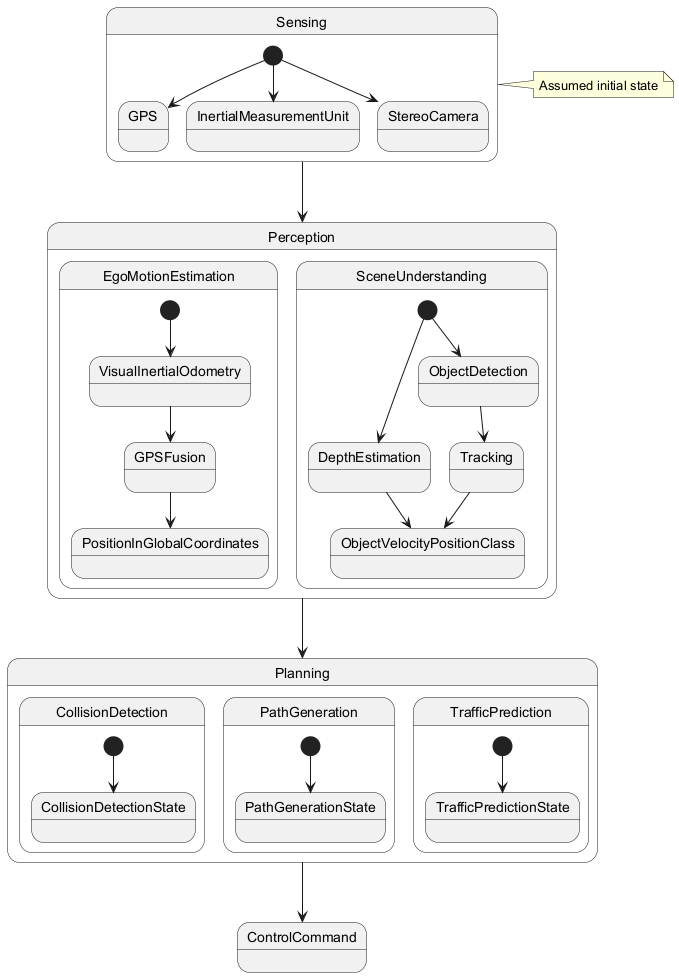 Sensing
Assumed initial state
GPS
InertialMeasurementUnit
StereoCamera
Perception
EgoMotionEstimation
SceneUnderstanding
VisualInertialOdometry
ObjectDetection
GPSFusion
DepthEstimation
Tracking
PositionInGlobalCoordinates
ObjectVelocityPositionClass
Planning
CollisionDetection
PathGeneration
TrafficPrediction
CollisionDetectionState
PathGenerationState
TrafficPredictionState
ControlCommand